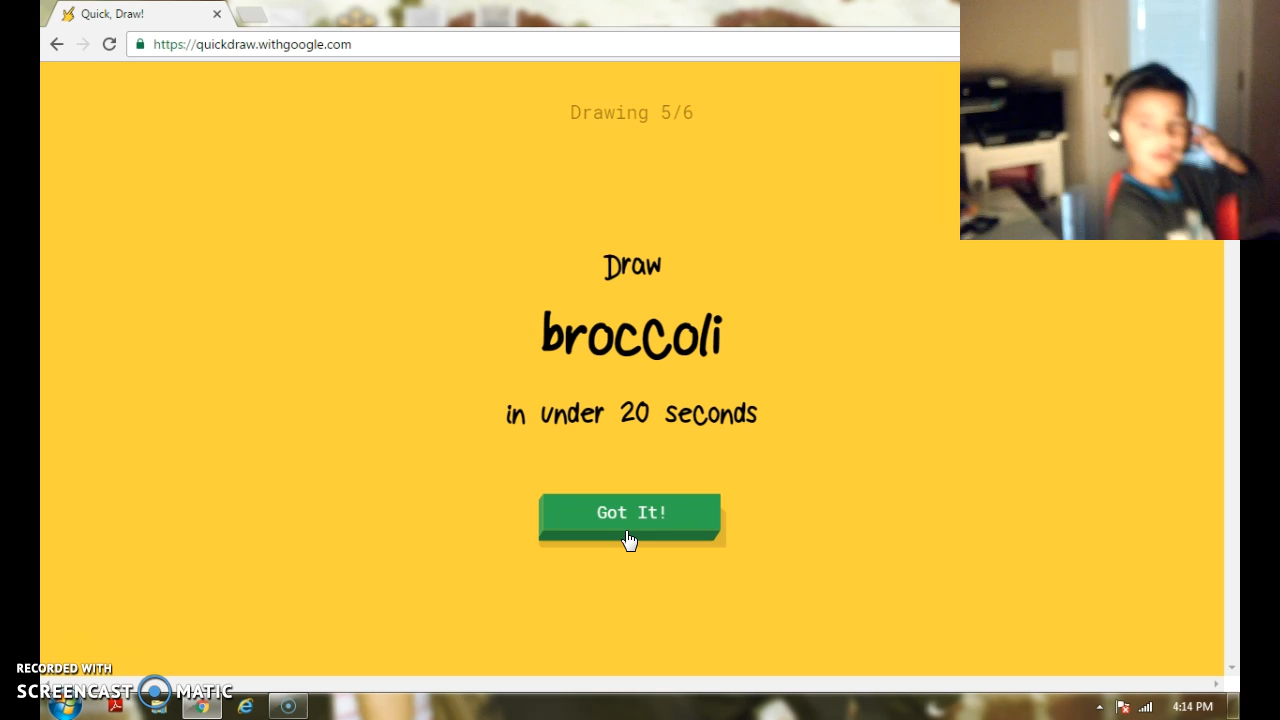 Quick, Draw!
https://quickdraw.withgoogle.com
Drawing 5/6
Draw
broccoli
in under 20 seconds
Got It!
RECORDED WITH
SCREENCAST MATIC
4:14 PM